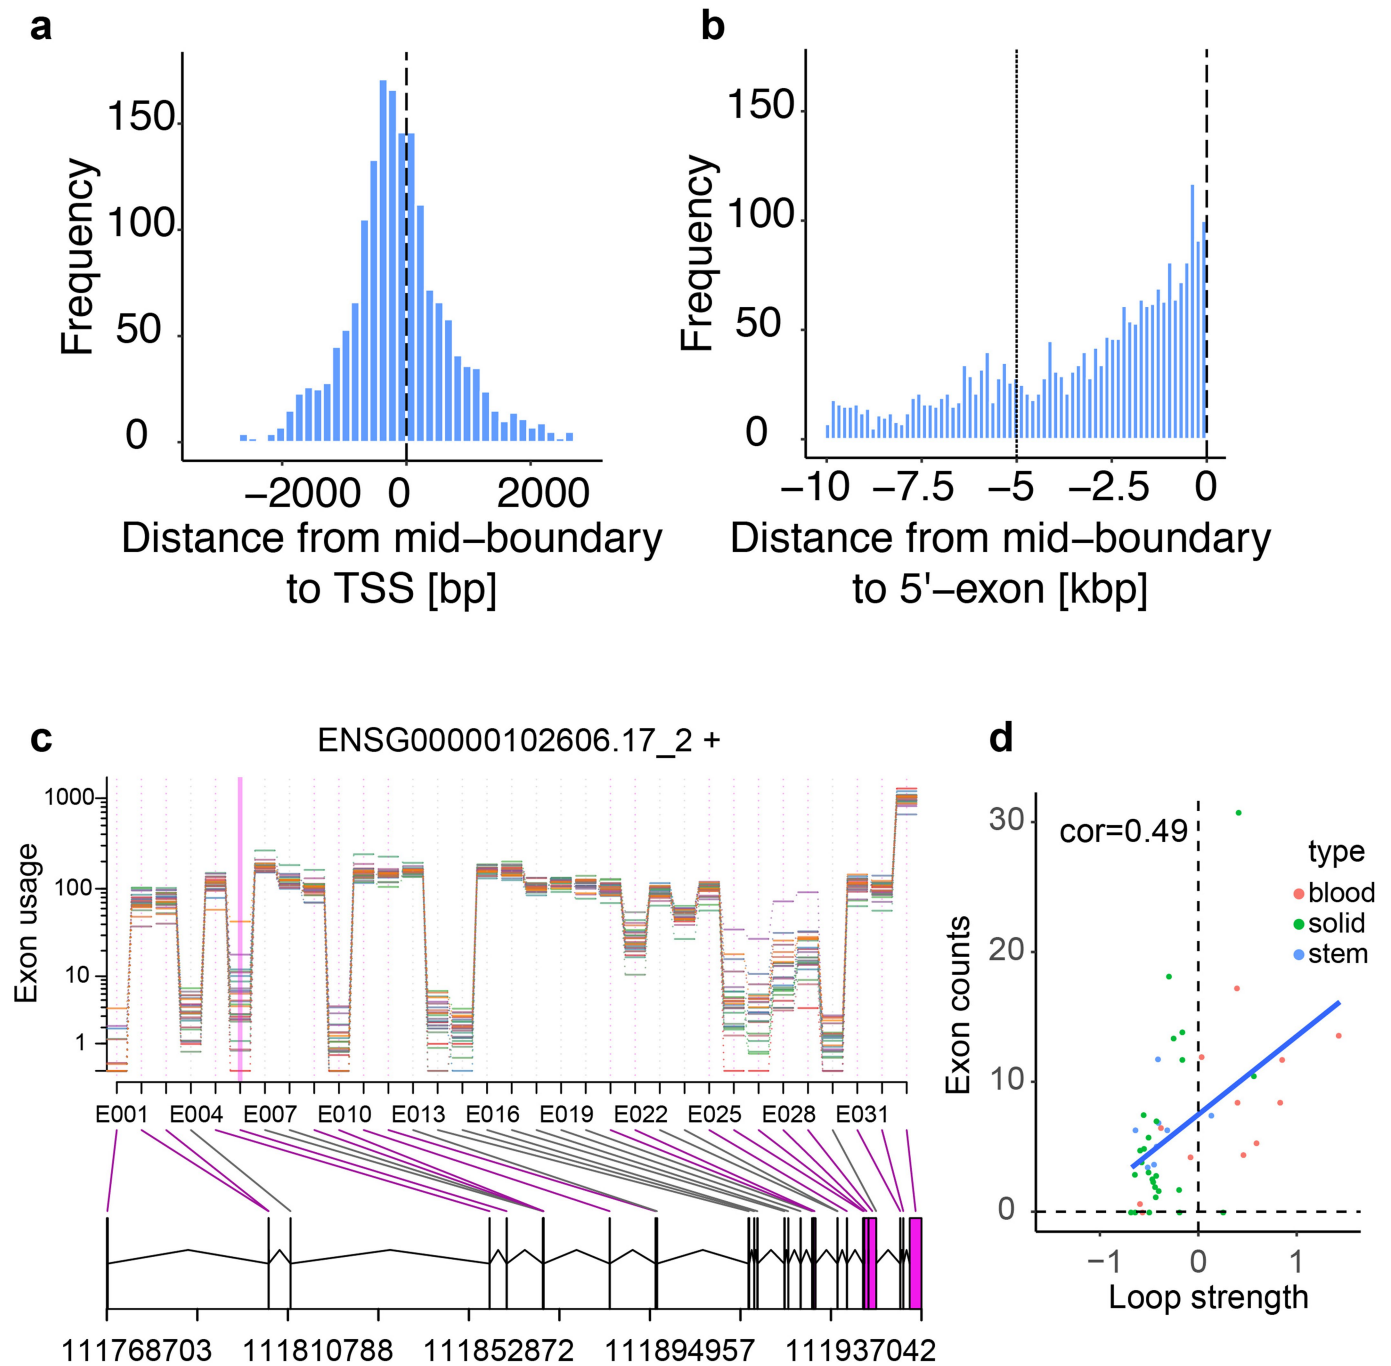 a
150
100
50
0
Frequency
−2000 0 2000
Distance from mid−boundary
to TSS [bp]
b
150
100
50
0
Frequency
−10 −7.5 −5 −2.5 0
Distance from mid−boundary
to 5'−exon [kbp]
c
ENSG00000102606.17_2 +
1000
100
10
1
Exon usage
E001 E004 E007 E010 E013 E016 E019 E022 E025 E028 E031
111768703 111810788 111852872 111894957 111937042
d
30
20
10
0
Exon counts
cor=0.49
type
blood
solid
stem
−1 0 1
Loop strength